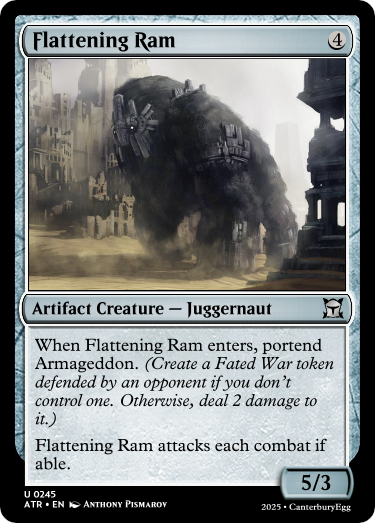 Flattening Ram 4
Artifact Creature — Juggernaut
When Flattening Ram enters, portend
Armageddon. (Create a Fated War token
defended by an opponent if you don't
control one. Otherwise, deal 2 damage to
it.)
Flattening Ram attacks each combat if
able.
5/3
U 0245
ATR • EN Anthony Pismarov
2025 • CanterburyEgg